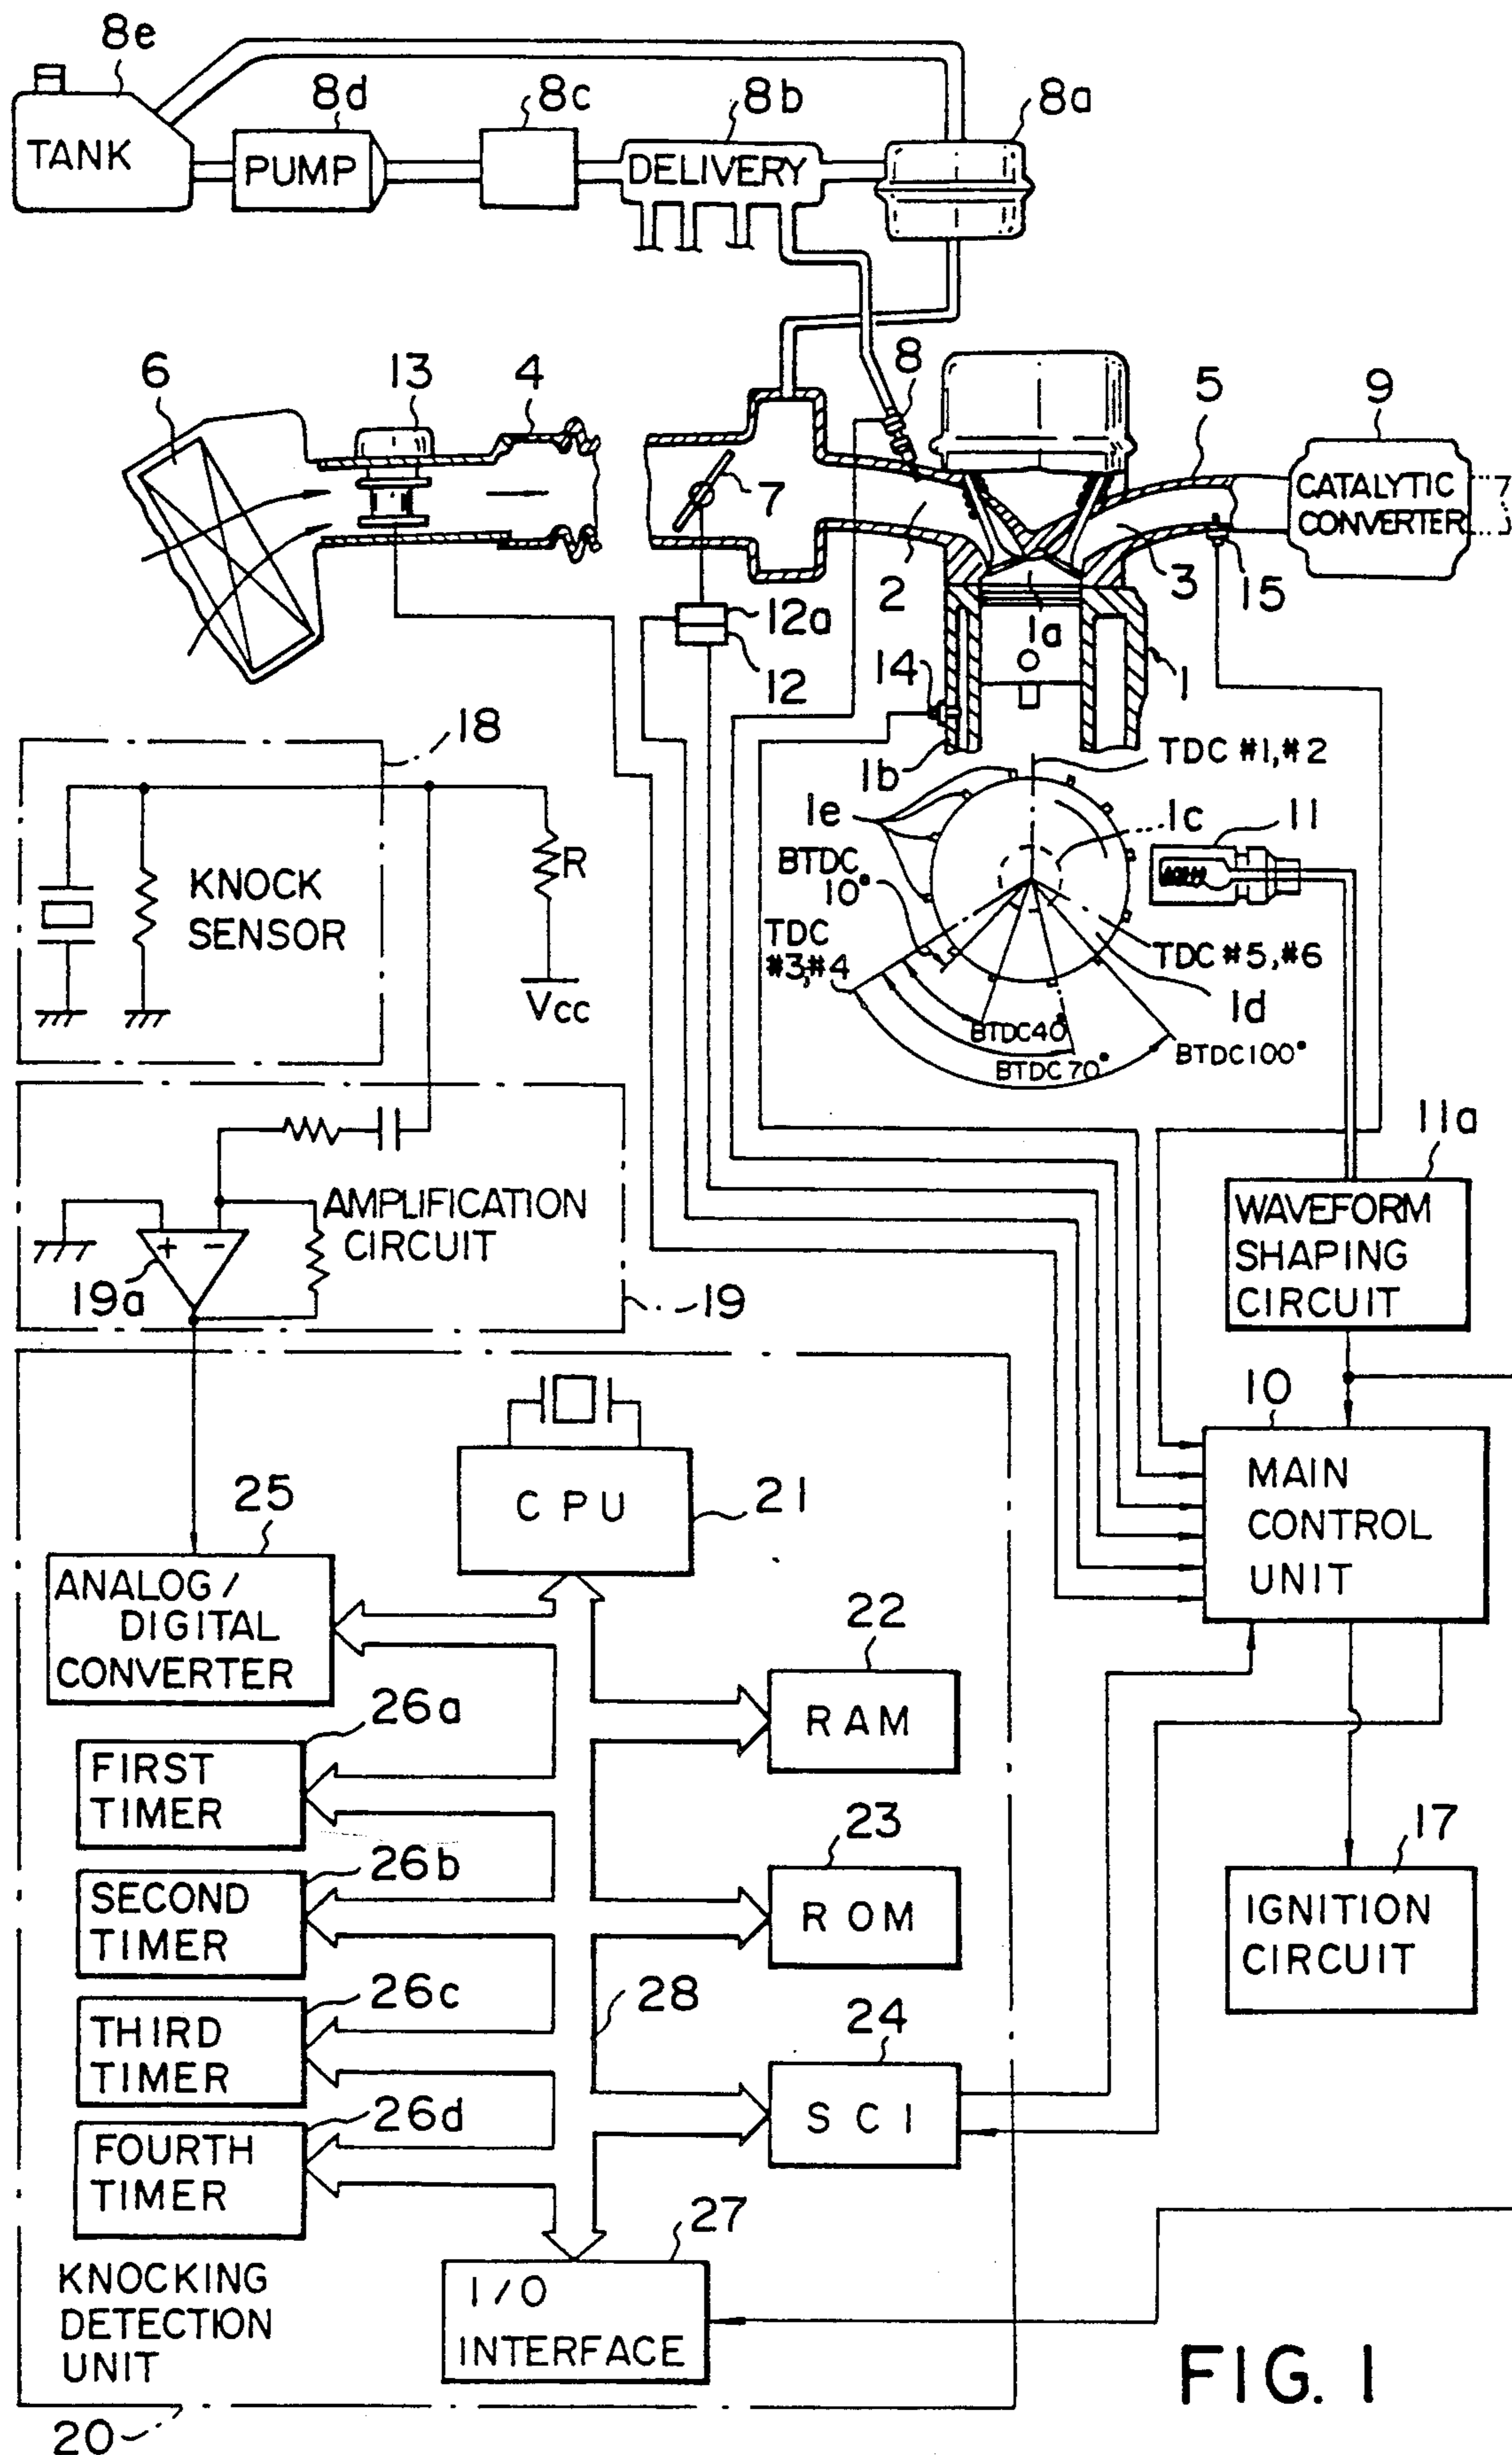 8e
8d
8c
8b
8a
TANK
PUMP
DELIVERY
6
13
4
8
5
9
7
CATALYTIC
CONVERTER
2
3
15
12a
12
1a
14
1
18
1b
TDC #1, #2
1e
1c
11
BTDC
10°
KNOCK
SENSOR
R
TDC
#3, #4
TDC #5, #6
1d
Vcc
BTDC40°
BTDC70°
BTDC100°
11a
AMPLIFICATION
CIRCUIT
+ −
19a
19
WAVEFORM
SHAPING
CIRCUIT
10
CPU
21
25
MAIN
CONTROL
UNIT
ANALOG/
DIGITAL
CONVERTER
22
26a
RAM
FIRST
TIMER
23
17
26b
SECOND
TIMER
ROM
IGNITION
CIRCUIT
26c
28
24
THIRD
TIMER
26d
SCI
FOURTH
TIMER
27
KNOCKING
DETECTION
UNIT
I/O
INTERFACE
20
FIG. 1